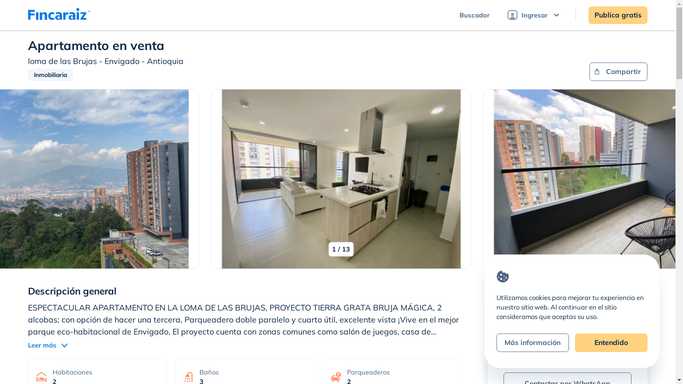 Fincaraiz
Buscador
Ingresar
Publica gratis
Apartamento en venta
loma de las Brujas - Envigado - Antioquia
Inmobiliaria
Compartir
1 / 13
Descripción general
ESPECTACULAR APARTAMENTO EN LA LOMA DE LAS BRUJAS, PROYECTO TIERRA GRATA BRUJA MÁGICA, 2
alcobas; con opción de hacer una tercera, Parqueadero doble paralelo y cuarto útil, excelente vista ¡Vive en el mejor
parque eco-habitacional de Envigado, El proyecto cuenta con zonas comunes como salón de juegos, casa de...
Leer más
Habitaciones
2
Baños
3
Parqueaderos
2
Utilizamos cookies para mejorar tu experiencia en
nuestro sitio web. Al continuar en el sitio
consideramos que aceptas su uso.
Más información
Entendido
Contactar por WhatsApp